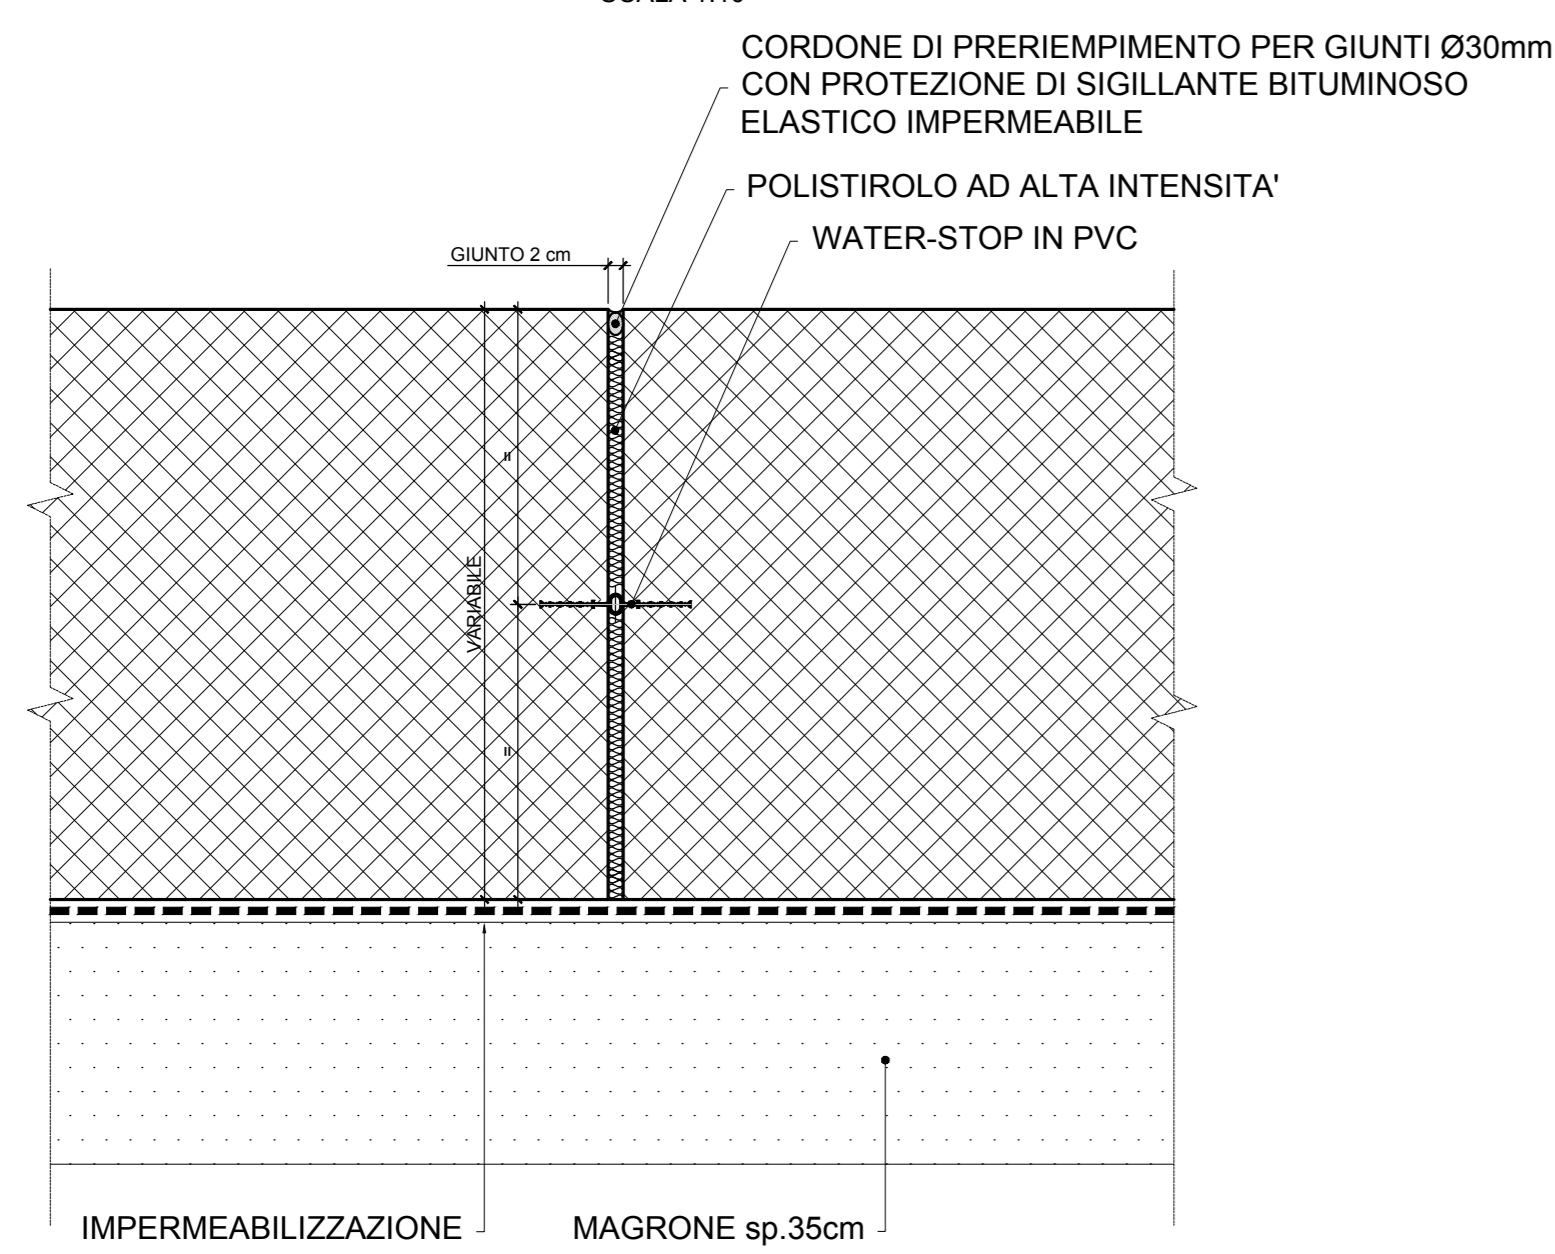 CORDONE DI PRERIEMPIMENTO PER GIUNTI Ø30mm
CON PROTEZIONE DI SIGILLANTE BITUMINOSO
ELASTICO IMPERMEABILE
POLISTIROLO AD ALTA INTENSITA'
WATER-STOP IN PVC
GIUNTO 2 cm
=
VARIABILE
=
IMPERMEABILIZZAZIONE
MAGRONE sp.35cm